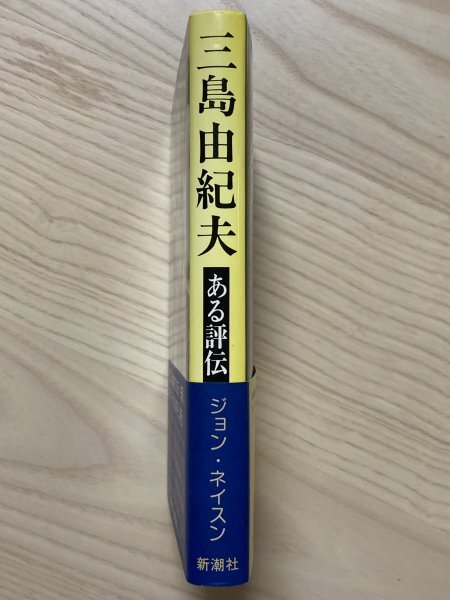 三島由紀夫
ある評伝
ジョン・ネイスン
新潮社